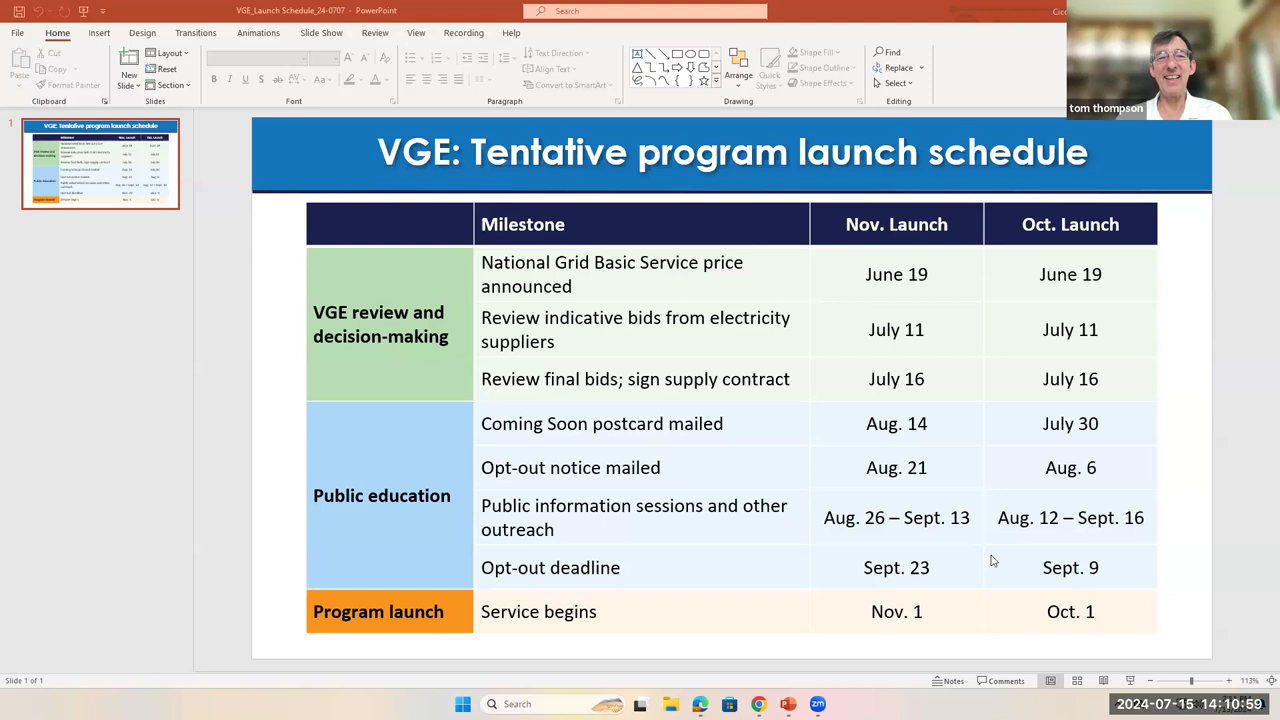 VGE_Launch Schedule_24-0707 • PowerPoint
Search
File Home Insert Design Transitions Animations Slide Show Review View Recording Help
Paste
Cut
Copy
Format Painter
Clipboard
New Slide
Layout
Reset
Section
Slides
Font
Text Direction
Align Text
Convert to SmartArt
Paragraph
Arrange
Quick Styles
Shape Fill
Shape Outline
Shape Effects
Drawing
Find
Replace
Select
Editing
tom thompson
1
VGE: Tentative program launch schedule
Milestone Nov. Launch Oct. Launch
VGE review and decision-making
National Grid Basic Service price announced June 19 June 19
Review indicative bids from electricity suppliers July 11 July 11
Review final bids; sign supply contract July 16 July 16
Public education
Coming Soon postcard mailed Aug. 14 July 30
Opt-out notice mailed Aug. 21 Aug. 6
Public information sessions and other outreach Aug. 26 – Sept. 13 Aug. 12 – Sept. 16
Opt-out deadline Sept. 23 Sept. 9
Program launch Service begins Nov. 1 Oct. 1
Slide 1 of 1
Notes
Comments
113%
Search
2024-07-15 14:10:59